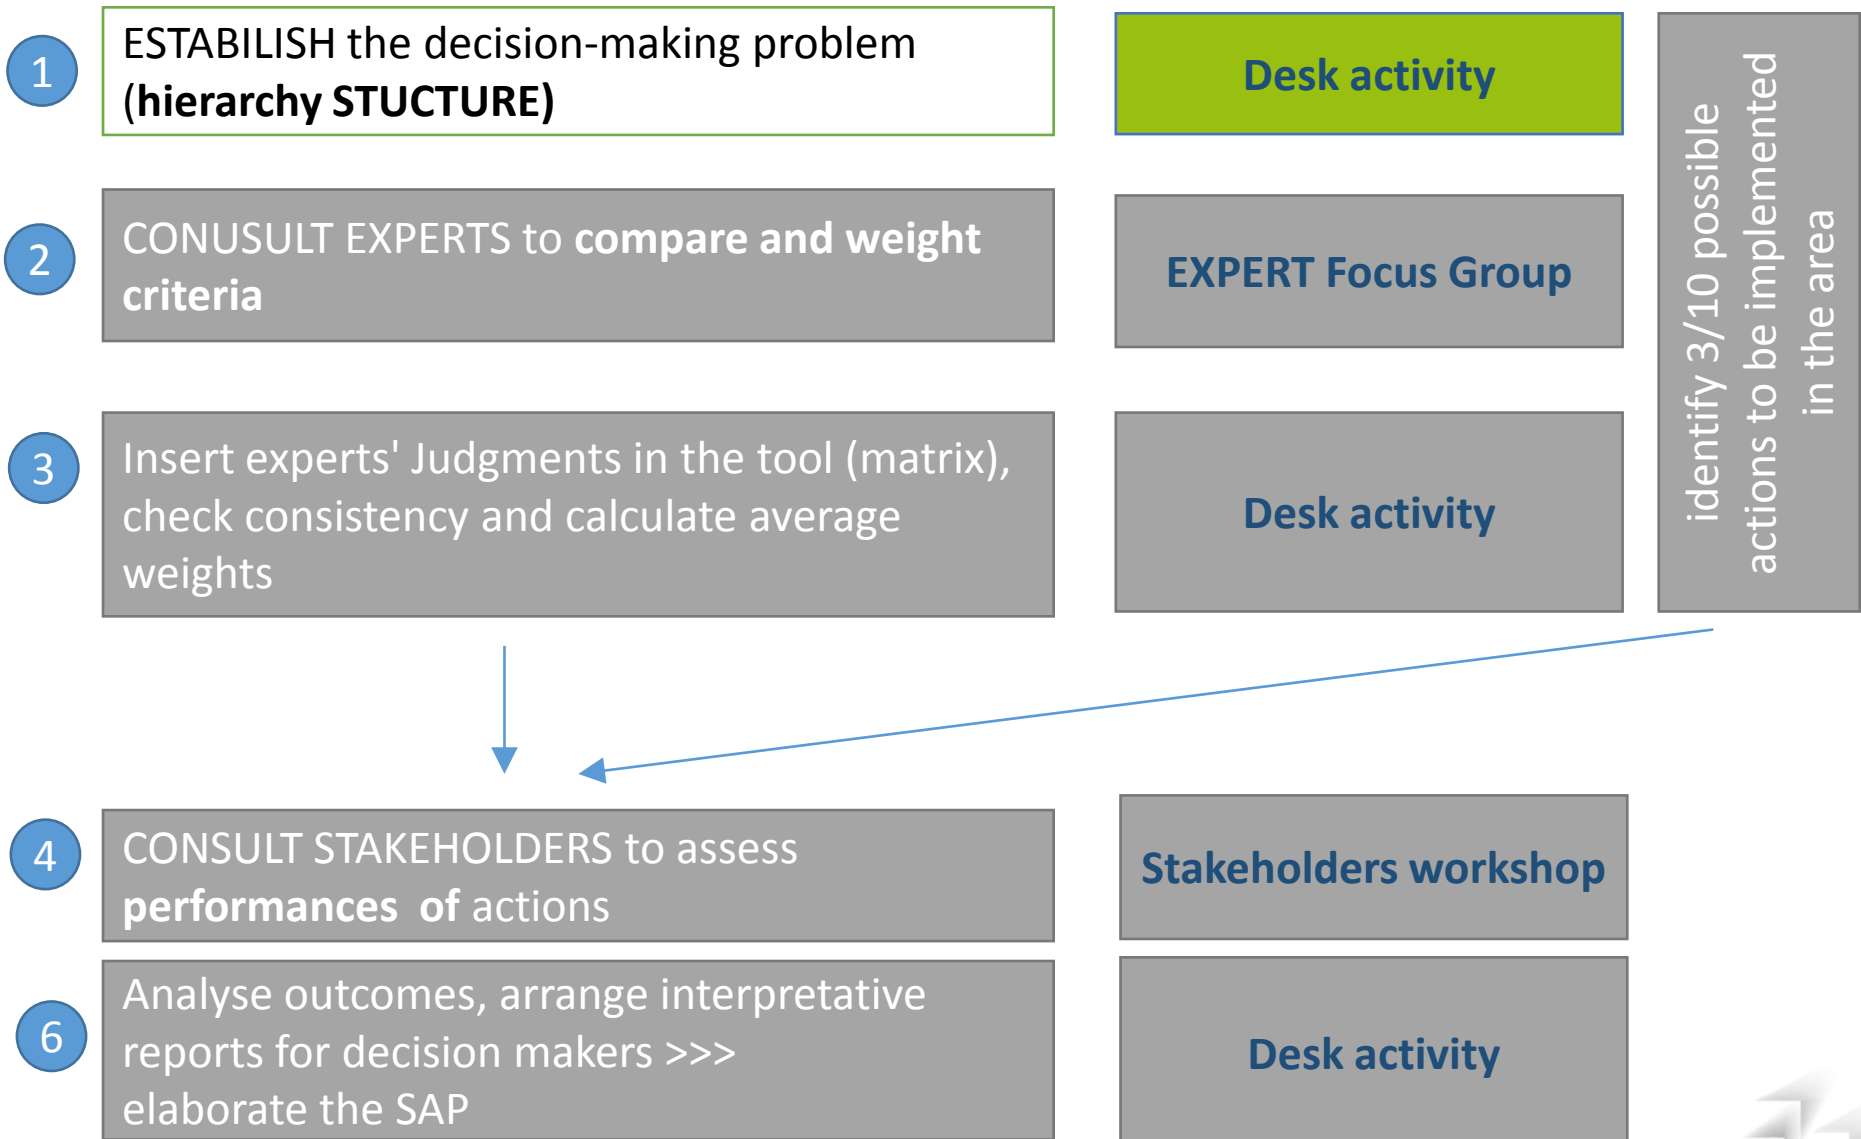 1
ESTABILISH the decision-making problem
(hierarchy STUCTURE)
Desk activity
2
CONUSULT EXPERTS to compare and weight
criteria
EXPERT Focus Group
3
Insert experts' Judgments in the tool (matrix),
check consistency and calculate average
weights
Desk activity
identify 3/10 possible
actions to be implemented
in the area
4
CONSULT STAKEHOLDERS to assess
performances of actions
Stakeholders workshop
6
Analyse outcomes, arrange interpretative
reports for decision makers >>>
elaborate the SAP
Desk activity